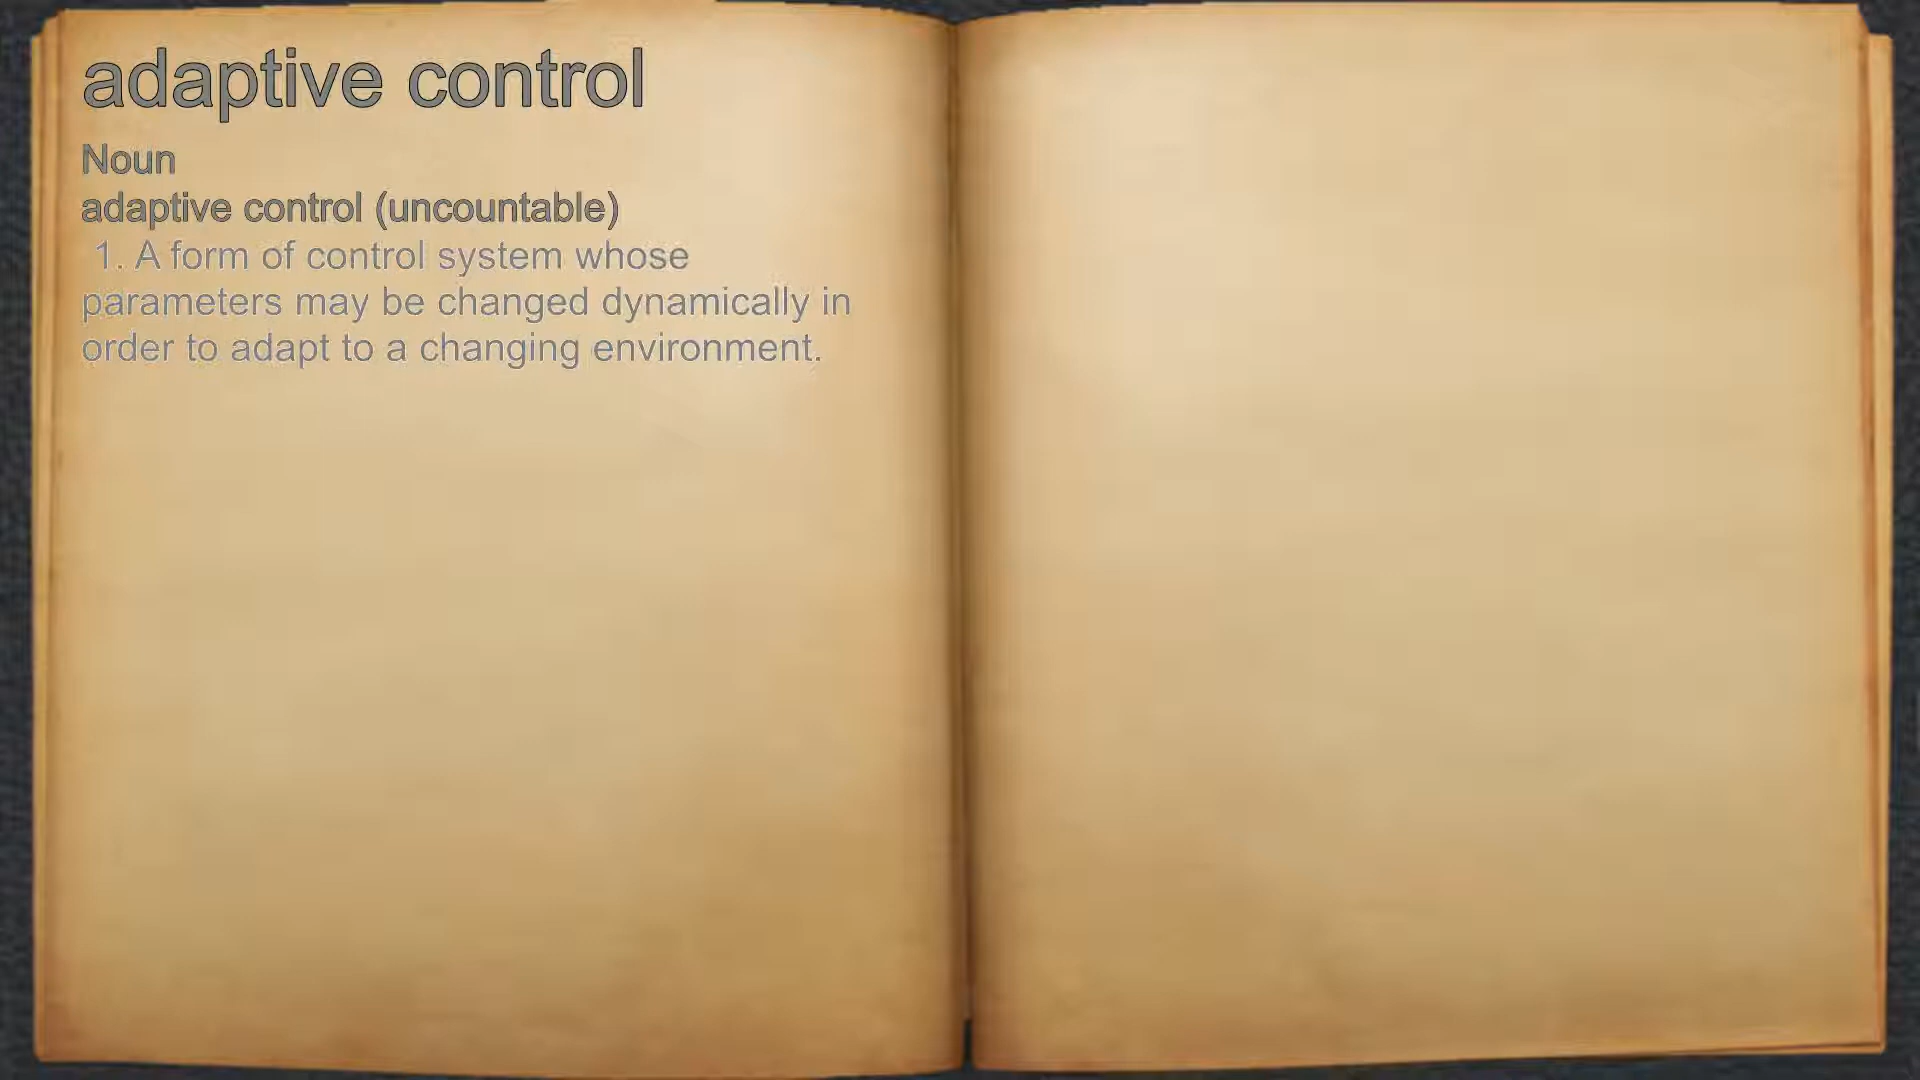 adaptive control
Noun
adaptive control (uncountable)
1. A form of control system whose
parameters may be changed dynamically in
order to adapt to a changing environment.